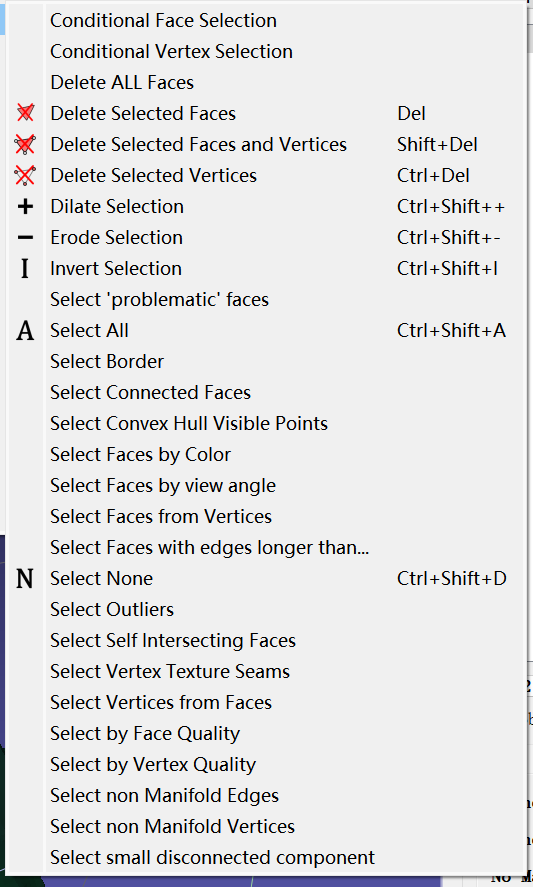 Conditional Face Selection
Conditional Vertex Selection
Delete ALL Faces
Delete Selected Faces Del
Delete Selected Faces and Vertices Shift+Del
Delete Selected Vertices Ctrl+Del
Dilate Selection Ctrl+Shift++
Erode Selection Ctrl+Shift+-
I Invert Selection Ctrl+Shift+I
Select 'problematic' faces
A Select All Ctrl+Shift+A
Select Border
Select Connected Faces
Select Convex Hull Visible Points
Select Faces by Color
Select Faces by view angle
Select Faces from Vertices
Select Faces with edges longer than...
N Select None Ctrl+Shift+D
Select Outliers
Select Self Intersecting Faces
Select Vertex Texture Seams
Select Vertices from Faces
Select by Face Quality
Select by Vertex Quality
Select non Manifold Edges
Select non Manifold Vertices
Select small disconnected component